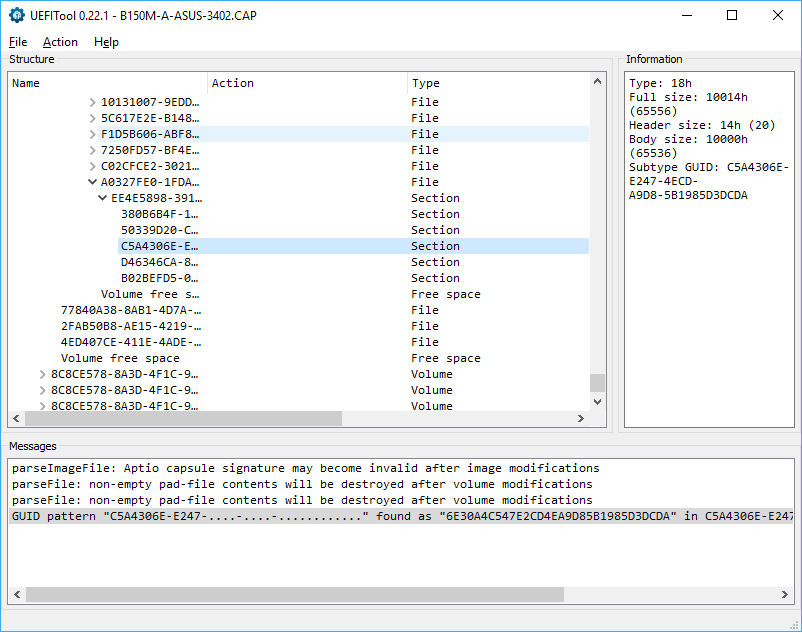 UEFITool 0.22.1 - B150M-A-ASUS-3402.CAP
File Action Help
Structure
Name Action Type
10131007-9EDD… File
5C617E2E-B148… File
F1D5B606-ABF8… File
7250FD57-BF4E… File
C02CFCE2-3021… File
A0327FE0-1FDA… File
EE4E5898-391… Section
380B6B4F-1… Section
50339D20-C… Section
C5A4306E-E… Section
D46346CA-8… Section
B02BEFD5-0… Section
Volume free s… Free space
77840A38-8AB1-4D7A-… File
2FAB50B8-AE15-4219-… File
4ED407CE-411E-4ADE-… File
Volume free space Free space
8C8CE578-8A3D-4F1C-9… Volume
8C8CE578-8A3D-4F1C-9… Volume
8C8CE578-8A3D-4F1C-9… Volume
Information
Type: 18h
Full size: 10014h
(65556)
Header size: 14h (20)
Body size: 10000h
(65536)
Subtype GUID: C5A4306E-
E247-4ECD-
A9D8-5B1985D3DCDA
Messages
parseImageFile: Aptio capsule signature may become invalid after image modifications
parseFile: non-empty pad-file contents will be destroyed after volume modifications
parseFile: non-empty pad-file contents will be destroyed after volume modifications
GUID pattern "C5A4306E-E247-....-....-............" found as "6E30A4C547E2CD4EA9D85B1985D3DCDA" in C5A4306E-E247